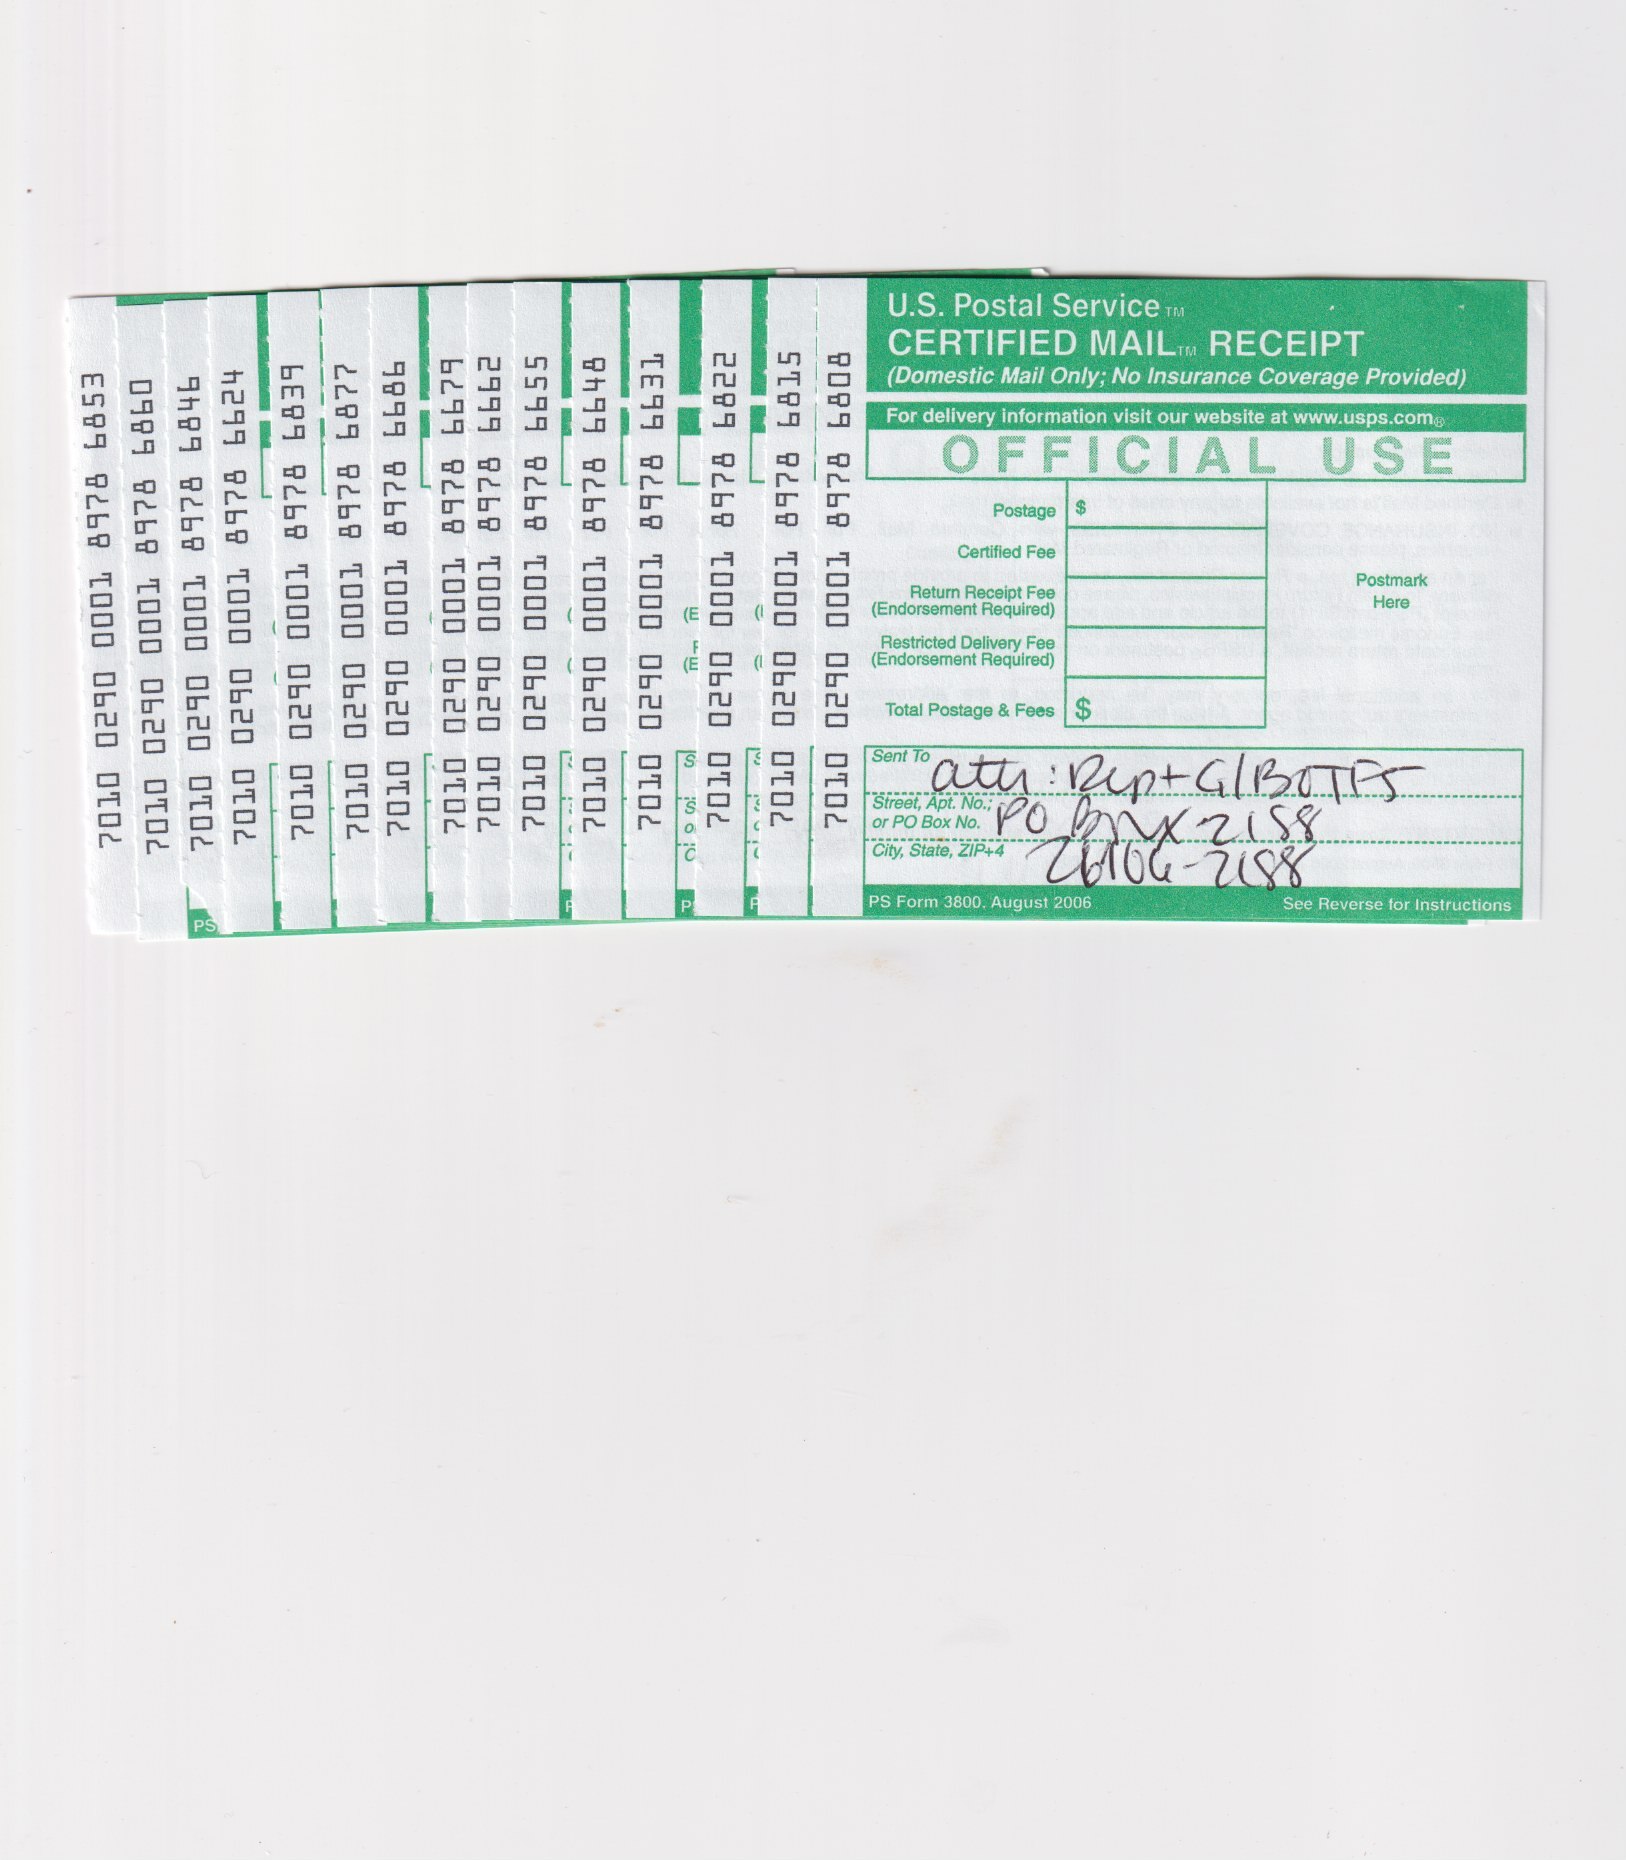 7010 0290 0001 8978 6853
7010 0290 0001 8978 6860
7010 0290 0001 8978 6846
7010 0290 0001 8978 6624
7010 0290 0001 8978 6839
7010 0290 0001 8978 6877
7010 0290 0001 8978 6686
7010 0290 0001 8978 6679
7010 0290 0001 8978 6662
7010 0290 0001 8978 6655
7010 0290 0001 8978 6648
7010 0290 0001 8978 6631
7010 0290 0001 8978 6822
7010 0290 0001 8978 6815
7010 0290 0001 8978 6808
U.S. Postal Service™
CERTIFIED MAIL™ RECEIPT
(Domestic Mail Only; No Insurance Coverage Provided)
For delivery information visit our website at www.usps.com®
OFFICIAL USE
Postage $
Certified Fee
Return Receipt Fee
(Endorsement Required)
Restricted Delivery Fee
(Endorsement Required)
Total Postage & Fees $
Postmark
Here
Sent To attn: Dept G/BOTFS
Street, Apt. No.;
or PO Box No. PO Box 2188
City, State, ZIP+4 26106-2188
PS Form 3800, August 2006 See Reverse for Instructions
PS